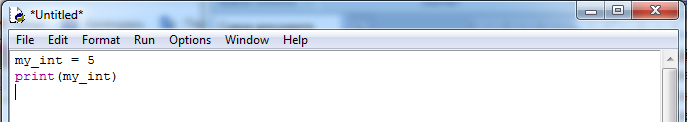 *Untitled*
File Edit Format Run Options Window Help
my_int = 5
print(my_int)